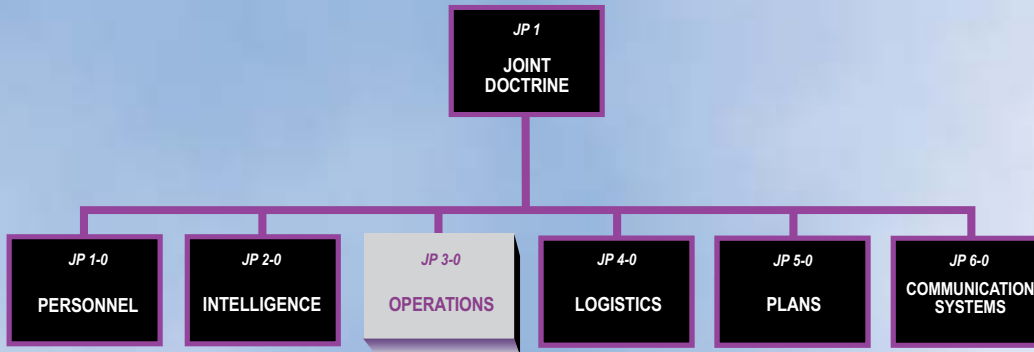 JP 1
JOINT
DOCTRINE
JP 1-0
PERSONNEL
JP 2-0
INTELLIGENCE
JP 3-0
OPERATIONS
JP 4-0
LOGISTICS
JP 5-0
PLANS
JP 6-0
COMMUNICATION
SYSTEMS